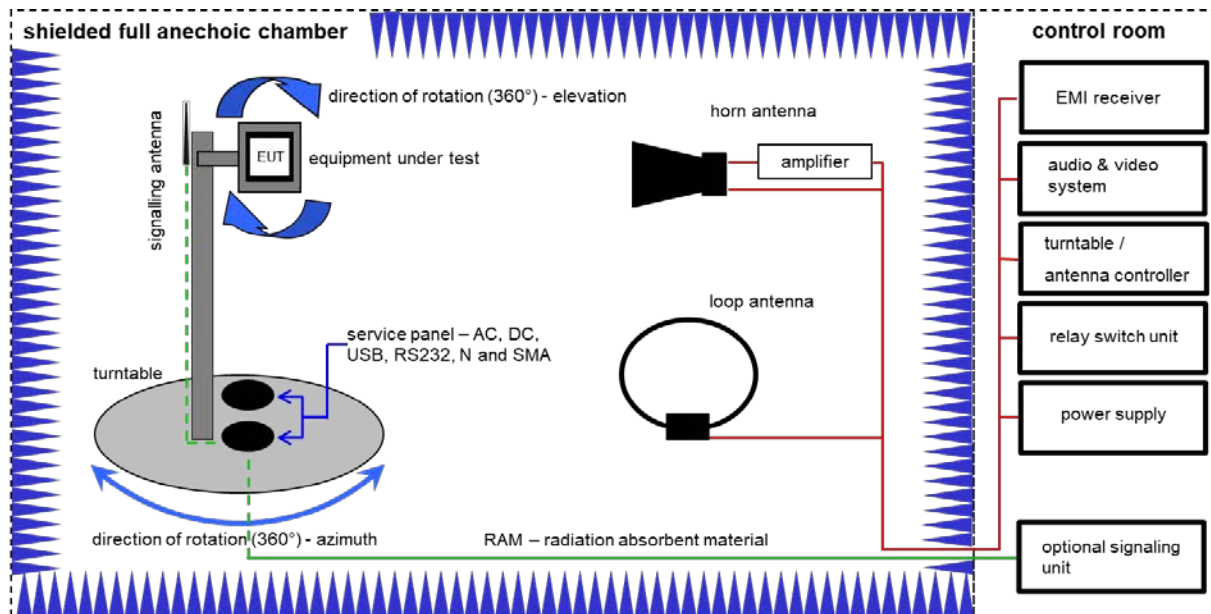 shielded full anechoic chamber
control room
direction of rotation (360°) - elevation
signalling antenna
EUT
equipment under test
horn antenna
amplifier
EMI receiver
audio & video
system
turntable /
antenna controller
loop antenna
service panel – AC, DC,
USB, RS232, N and SMA
relay switch unit
turntable
power supply
direction of rotation (360°) - azimuth
RAM – radiation absorbent material
optional signaling
unit